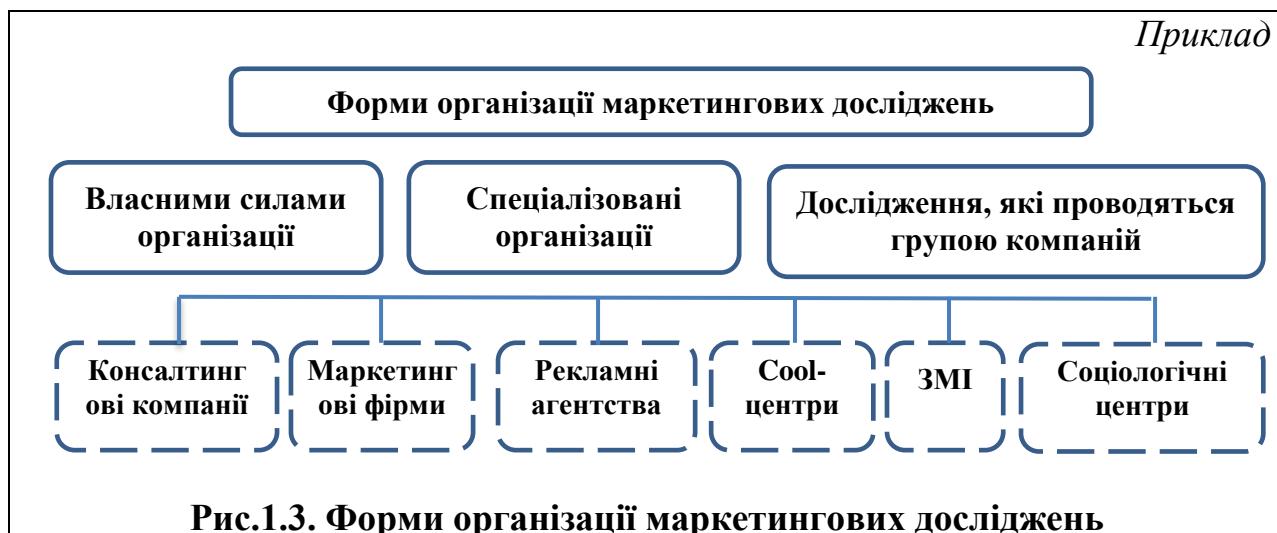 Приклад
Форми організації маркетингових досліджень
Власними силами
організації
Спеціалізовані
організації
Дослідження, які проводяться
групою компаній
Консалтинг
ові компанії
Маркетинг
ові фірми
Рекламні
агентства
Cool-
центри
ЗМІ
Соціологічні
центри
Рис.1.3. Форми організації маркетингових досліджень